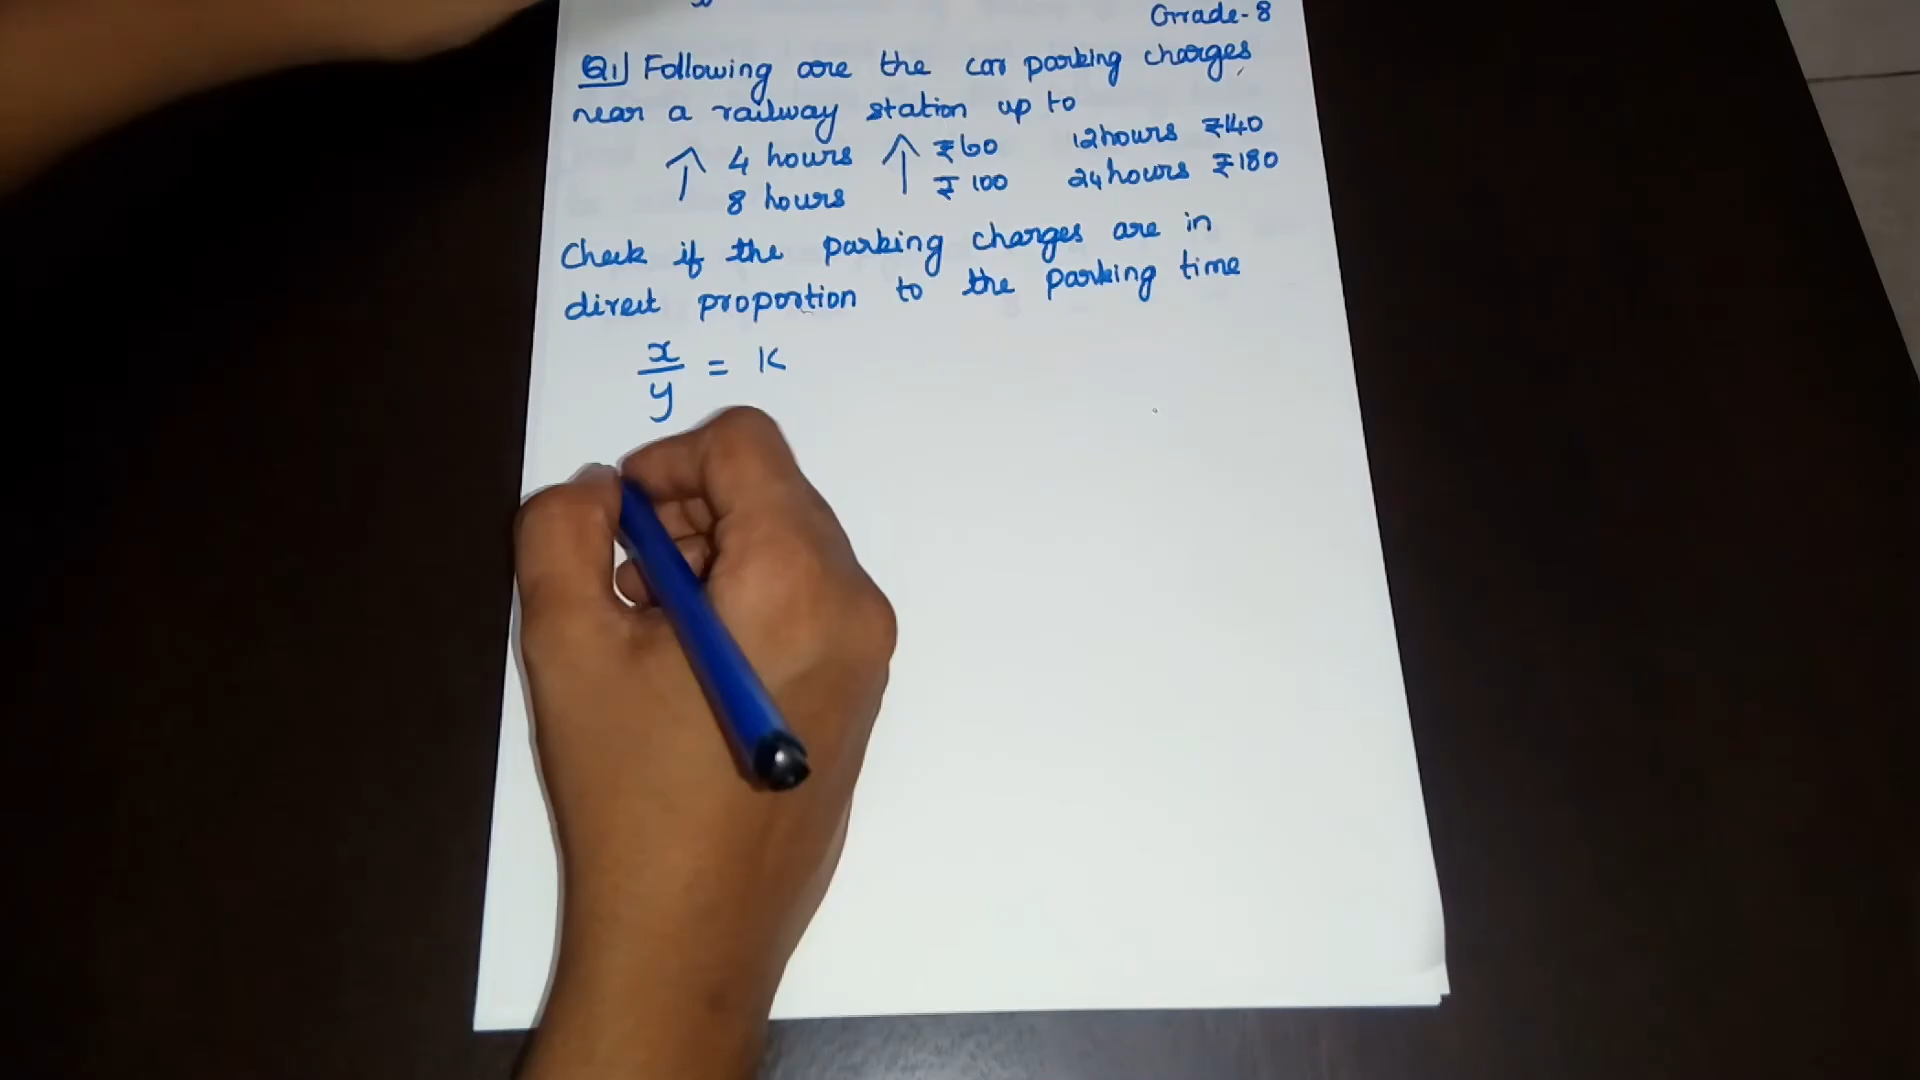 Grade-8
Q1) Following are the car parking charges
near a railway station up to
4 hours ₹60 12hours ₹140
8 hours ₹100 24hours ₹180
Check if the parking charges are in
direct proportion to the parking time
x/y = K